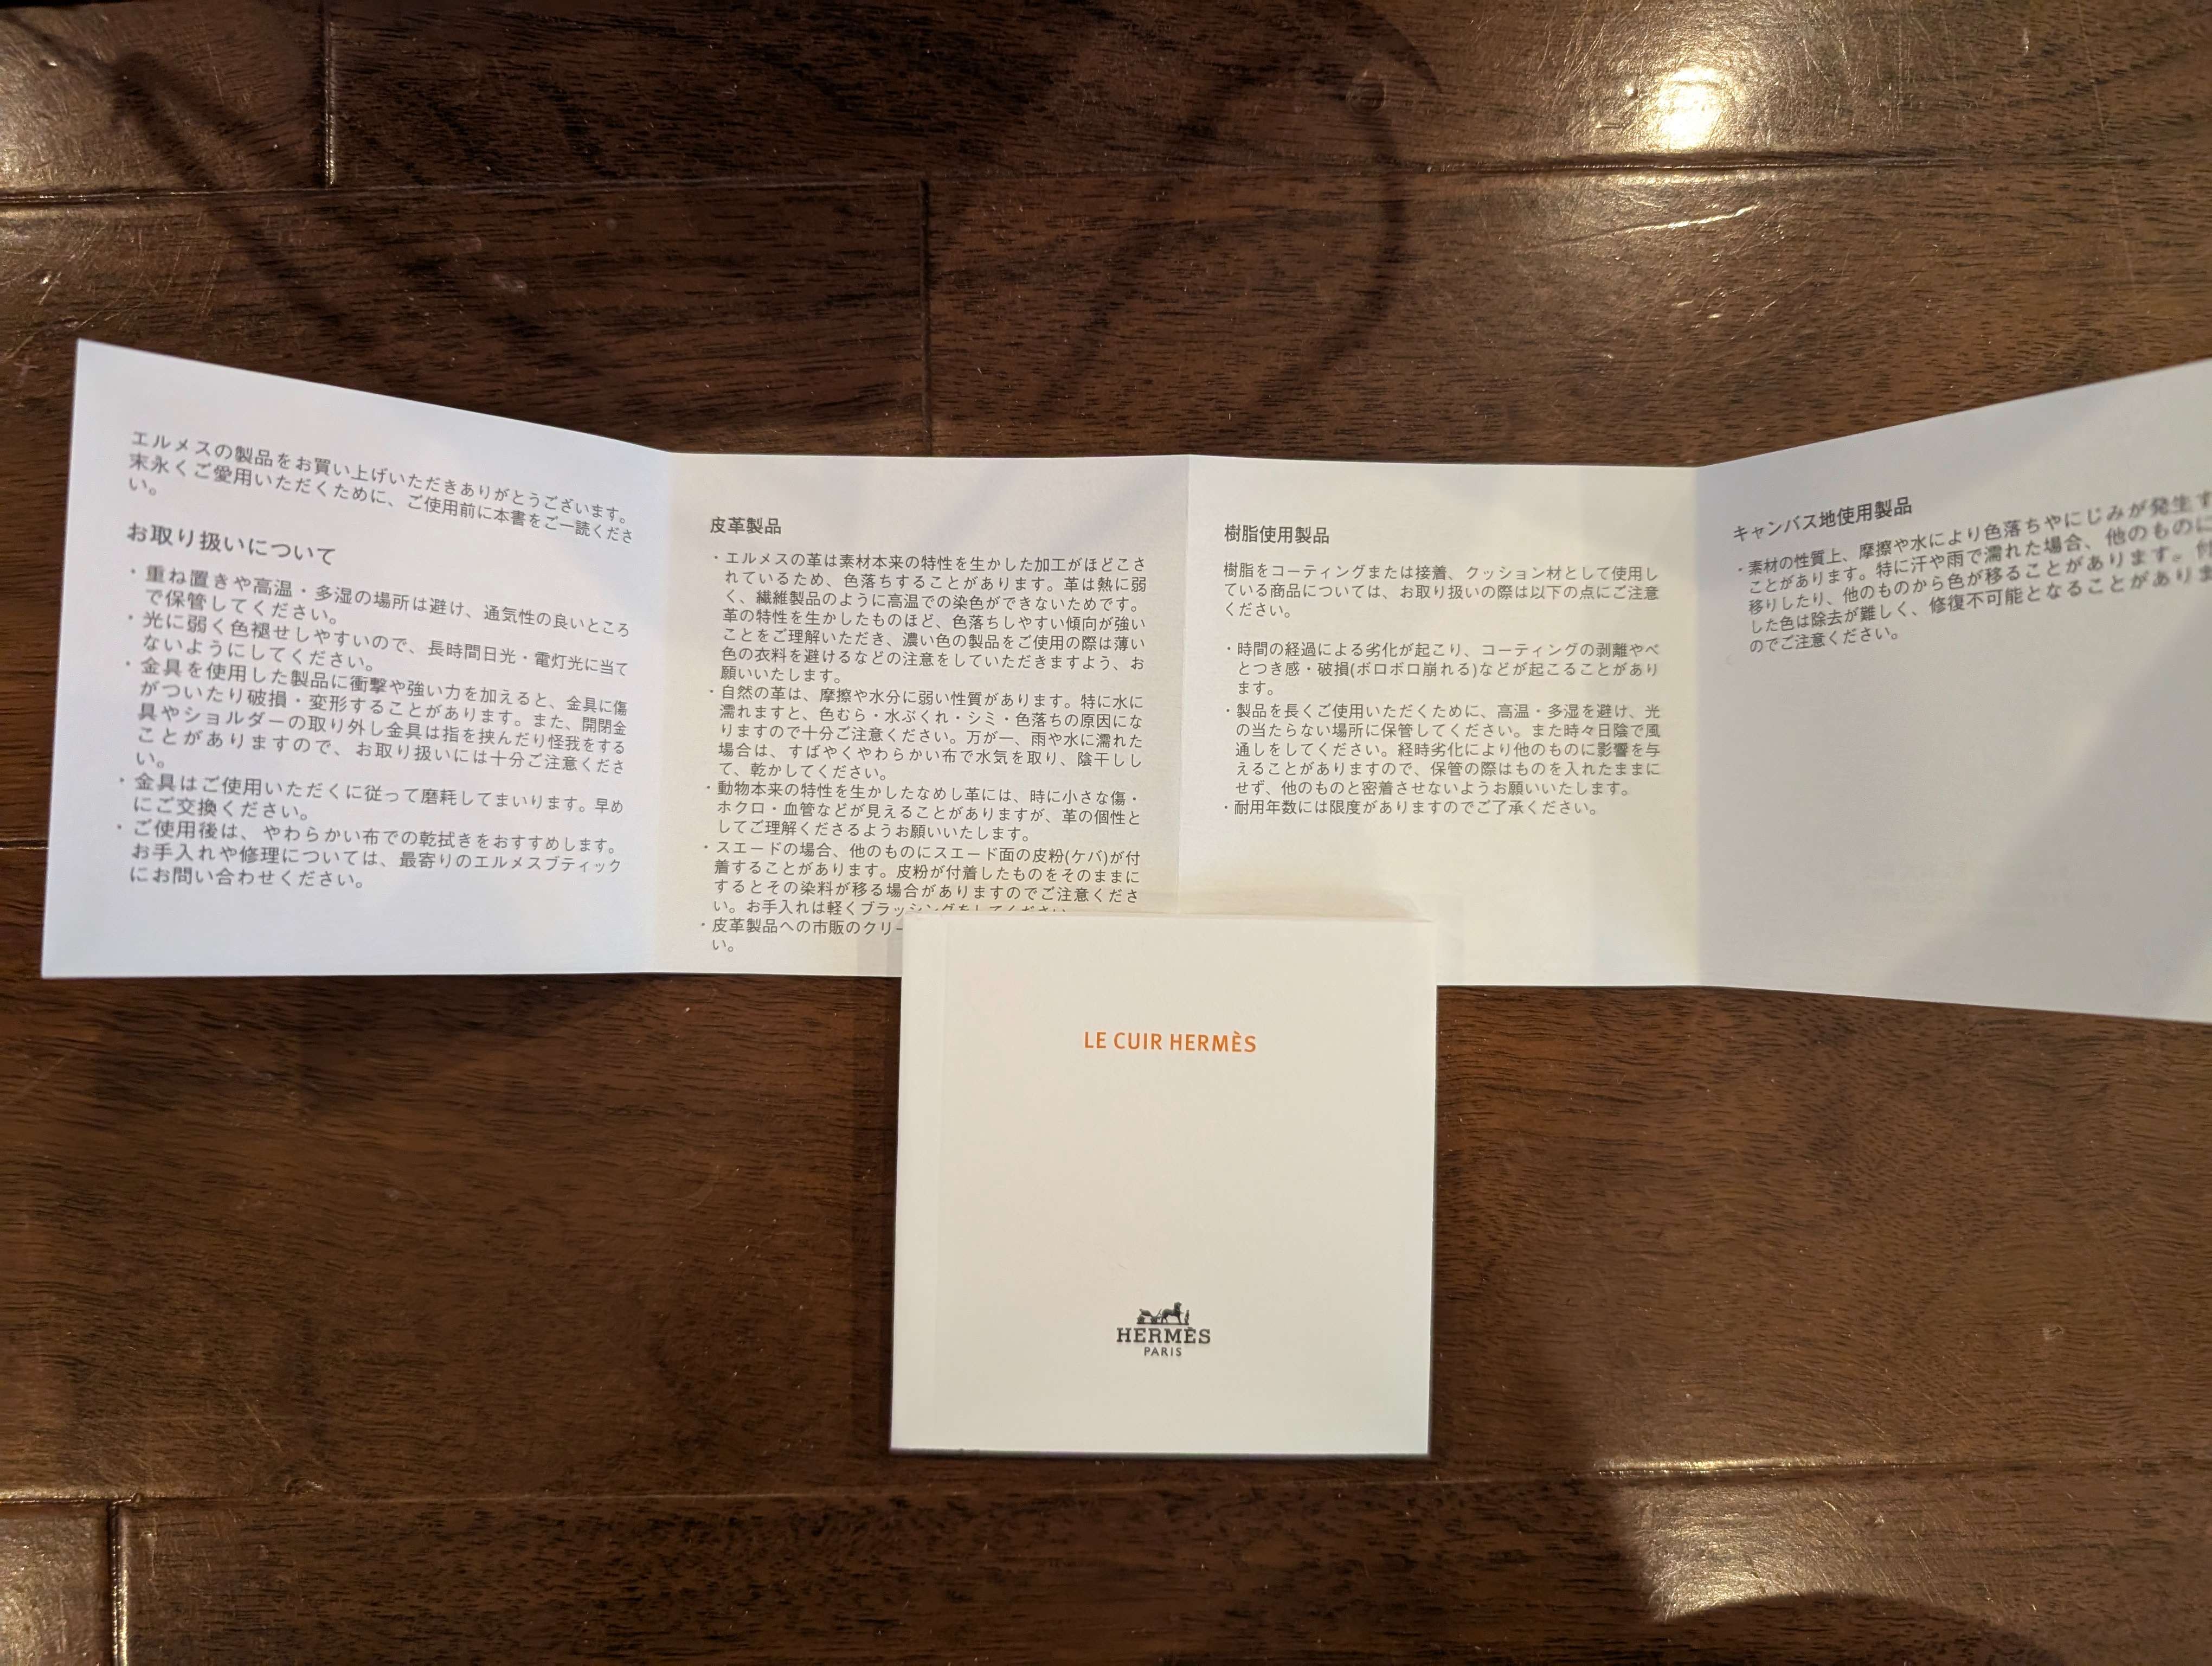 エルメスの製品をお買い上げいただきありがとうございます。
末永くご愛用いただくために、ご使用前に本書をご一読くださ
い。
お取り扱いについて
・重ね置きや高温・多湿の場所は避け、通気性の良いところ
で保管してください。
・光に弱く色褪せしやすいので、長時間日光・電灯光に当て
ないようにしてください。
・金具を使用した製品に衝撃や強い力を加えると、金具に傷
がついたり破損・変形することがあります。また、開閉金
具やショルダーの取り外し金具は指を挟んだり怪我をする
ことがありますので、お取り扱いには十分ご注意くださ
い。
・金具はご使用いただくに従って磨耗してまいります。早め
にご交換ください。
・ご使用後は、やわらかい布での乾拭きをおすすめします。
お手入れや修理については、最寄りのエルメスブティック
にお問い合わせください。
皮革製品
・エルメスの革は素材本来の特性を生かした加工がほどこさ
れているため、色落ちすることがあります。革は熱に弱
く、繊維製品のように高温での染色ができないためです。
革の特性を生かしたものほど、色落ちしやすい傾向が強い
ことをご理解いただき、濃い色の製品をご使用の際は薄い
色の衣料を避けるなどの注意をしていただきますよう、お
願いいたします。
・自然の革は、摩擦や水分に弱い性質があります。特に水に
濡れますと、色むら・水ぶくれ・シミ・色落ちの原因にな
りますので十分ご注意ください。万が一、雨や水に濡れた
場合は、すばやくやわらかい布で水気を取り、陰干しし
て、乾かしてください。
・動物本来の特性を生かしたなめし革には、時に小さな傷・
ホクロ・血管などが見えることがありますが、革の個性と
してご理解くださるようお願いいたします。
・スエードの場合、他のものにスエード面の皮粉(ケバ)が付
着することがあります。皮粉が付着したものをそのままに
するとその染料が移る場合がありますのでご注意くださ
い。お手入れは軽くブラッシングをしてください。
・皮革製品への市販のクリー
い。
樹脂使用製品
樹脂をコーティングまたは接着、クッション材として使用し
ている商品については、お取り扱いの際は以下の点にご注意
ください。
・時間の経過による劣化が起こり、コーティングの剥離やべ
とつき感・破損(ボロボロ崩れる)などが起こることがあり
ます。
・製品を長くご使用いただくために、高温・多湿を避け、光
の当たらない場所に保管してください。また時々日陰で風
通しをしてください。経時劣化により他のものに影響を与
えることがありますので、保管の際はものを入れたままに
せず、他のものと密着させないようお願いいたします。
・耐用年数には限度がありますのでご了承ください。
キャンバス地使用製品
・素材の性質上、摩擦や水により色落ちやにじみが発生す
ことがあります。特に汗や雨で濡れた場合、他のものに
移りしたり、他のものから色が移ることがあります。付
した色は除去が難しく、修復不可能となることがありま
のでご注意ください。
LE CUIR HERMÈS
HERMÈS
PARIS